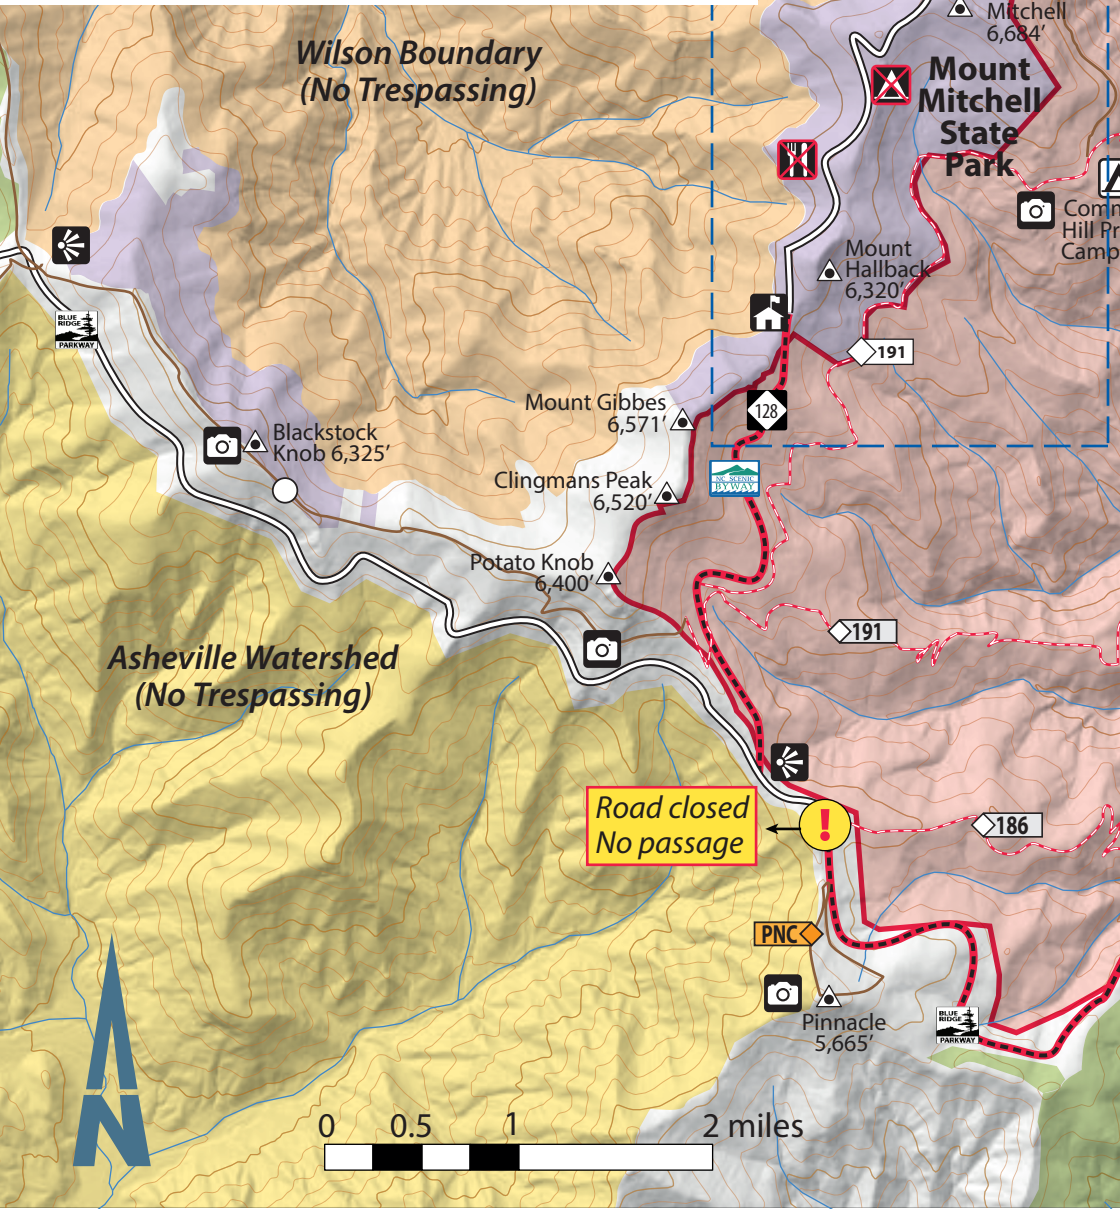 Mitchell
6,684’
Wilson Boundary
(No Trespassing)
Mount
Mitchell
State
Park
Comm
Hill Pr
Camp
Mount
Hallback
6,320’
BLUE
RIDGE
PARKWAY
191
Mount Gibbes
6,571’
128
Blackstock
Knob 6,325’
Clingmans Peak
6,520’
NC SCENIC
BYWAY
Potato Knob
6,400’
191
Asheville Watershed
(No Trespassing)
Road closed
No passage
!
186
PNC
Pinnacle
5,665’
BLUE
RIDGE
PARKWAY
N
0 0.5 1 2 miles